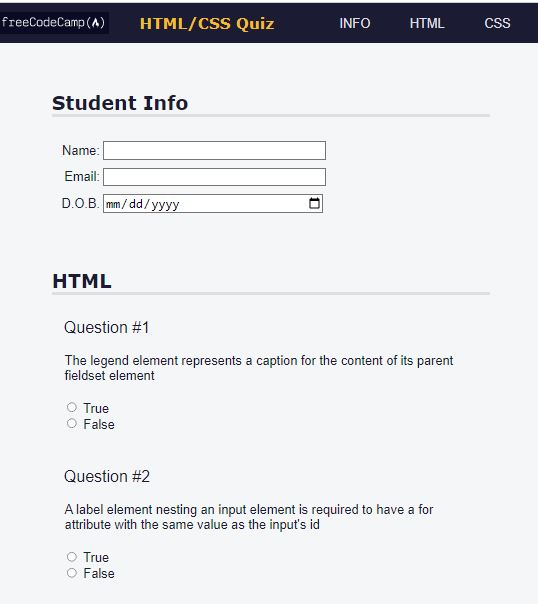 freeCodeCamp(🔥)
HTML/CSS Quiz
INFO
HTML
CSS
Student Info
Name:
Email:
D.O.B.
mm/dd/yyyy
HTML
Question #1
The legend element represents a caption for the content of its parent
fieldset element
True
False
Question #2
A label element nesting an input element is required to have a for
attribute with the same value as the input's id
True
False